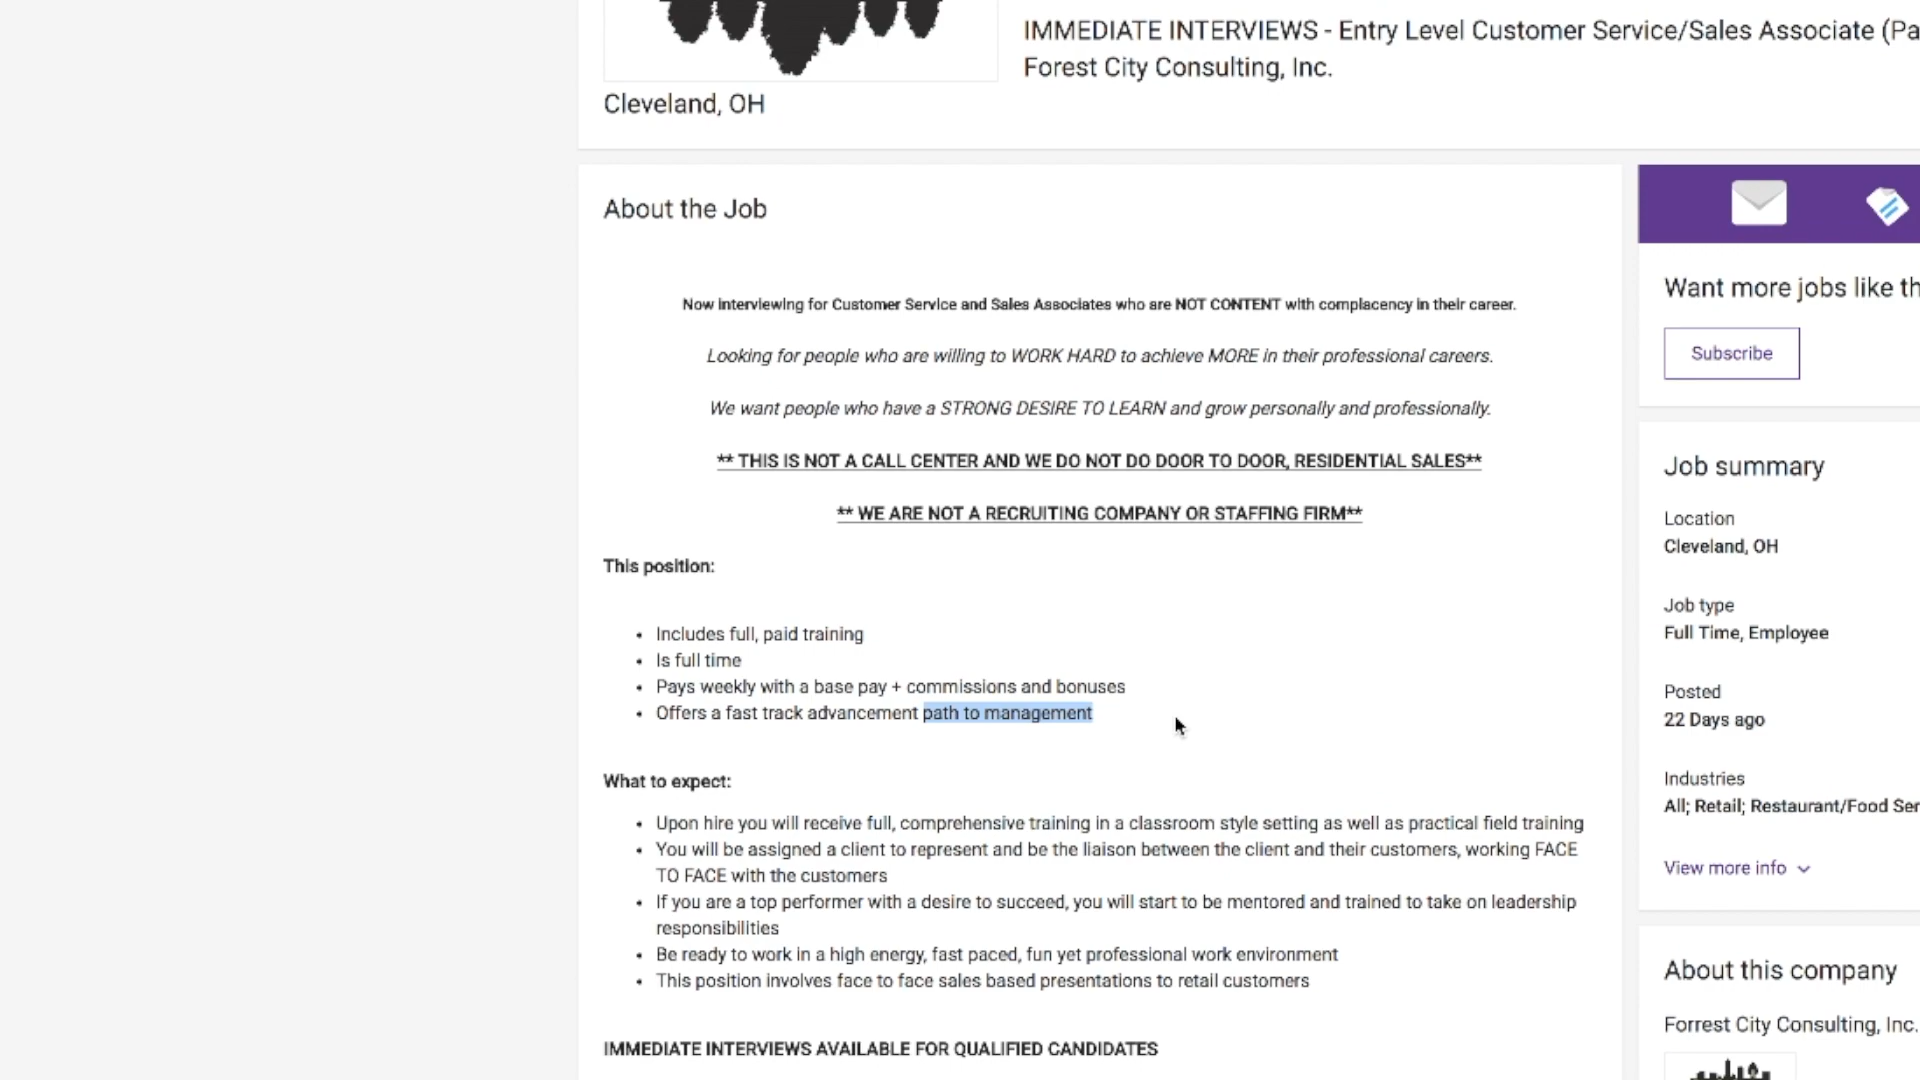 IMMEDIATE INTERVIEWS - Entry Level Customer Service/Sales Associate (Pa
Forest City Consulting, Inc.
Cleveland, OH
About the Job
Now interviewing for Customer Service and Sales Associates who are NOT CONTENT with complacency in their career.
Looking for people who are willing to WORK HARD to achieve MORE in their professional careers.
We want people who have a STRONG DESIRE TO LEARN and grow personally and professionally.
** THIS IS NOT A CALL CENTER AND WE DO NOT DO DOOR TO DOOR, RESIDENTIAL SALES**
** WE ARE NOT A RECRUITING COMPANY OR STAFFING FIRM**
This position:
• Includes full, paid training
• Is full time
• Pays weekly with a base pay + commissions and bonuses
• Offers a fast track advancement path to management
What to expect:
• Upon hire you will receive full, comprehensive training in a classroom style setting as well as practical field training
• You will be assigned a client to represent and be the liaison between the client and their customers, working FACE
TO FACE with the customers
• If you are a top performer with a desire to succeed, you will start to be mentored and trained to take on leadership
responsibilities
• Be ready to work in a high energy, fast paced, fun yet professional work environment
• This position involves face to face sales based presentations to retail customers
IMMEDIATE INTERVIEWS AVAILABLE FOR QUALIFIED CANDIDATES
Want more jobs like th
Subscribe
Job summary
Location
Cleveland, OH
Job type
Full Time, Employee
Posted
22 Days ago
Industries
All; Retail; Restaurant/Food Ser
View more info
About this company
Forrest City Consulting, Inc.